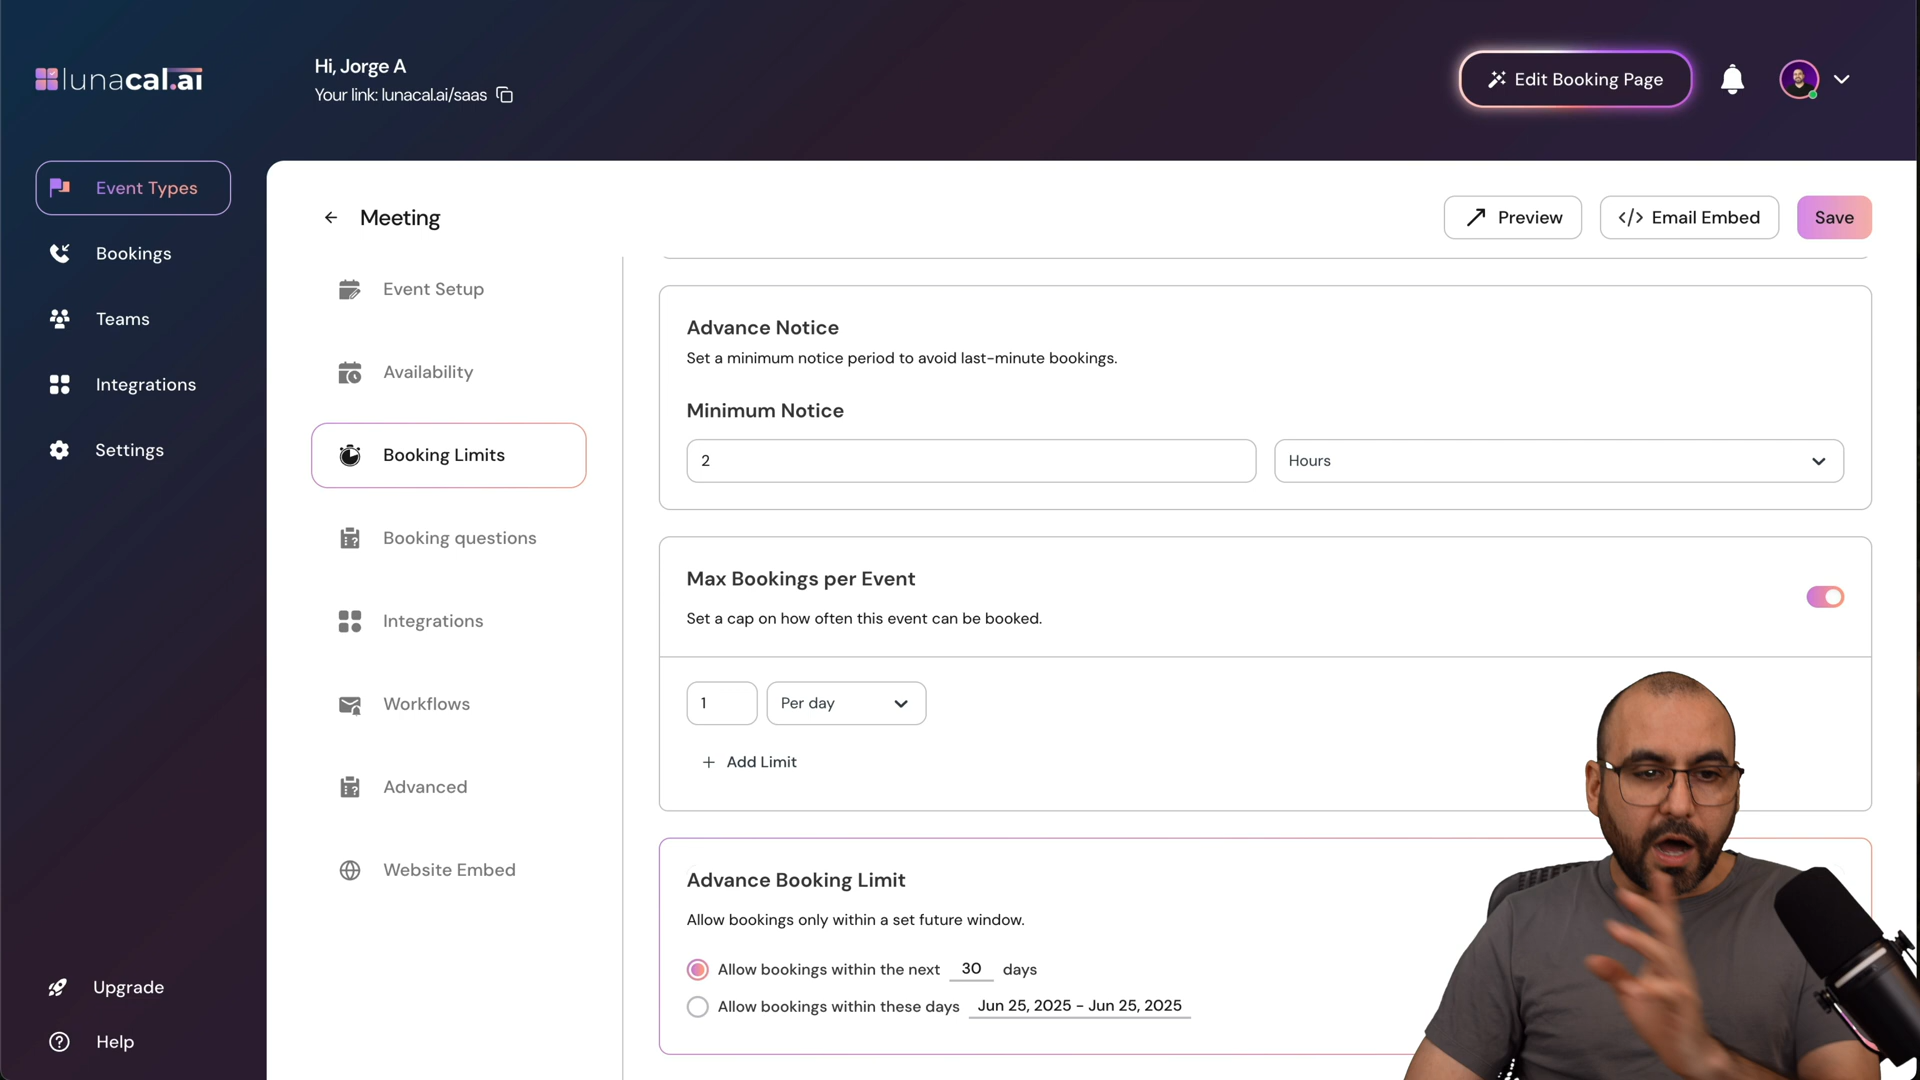 lunacal.ai
Hi, Jorge A
Your link: lunacal.ai/saas
Edit Booking Page
Event Types
Bookings
Teams
Integrations
Settings
Upgrade
Help
Meeting
Preview
</> Email Embed
Save
Event Setup
Availability
Booking Limits
Booking questions
Integrations
Workflows
Advanced
Website Embed
Advance Notice
Set a minimum notice period to avoid last-minute bookings.
Minimum Notice
2
Hours
Max Bookings per Event
Set a cap on how often this event can be booked.
1
Per day
+ Add Limit
Advance Booking Limit
Allow bookings only within a set future window.
Allow bookings within the next 30 days
Allow bookings within these days Jun 25, 2025 - Jun 25, 2025